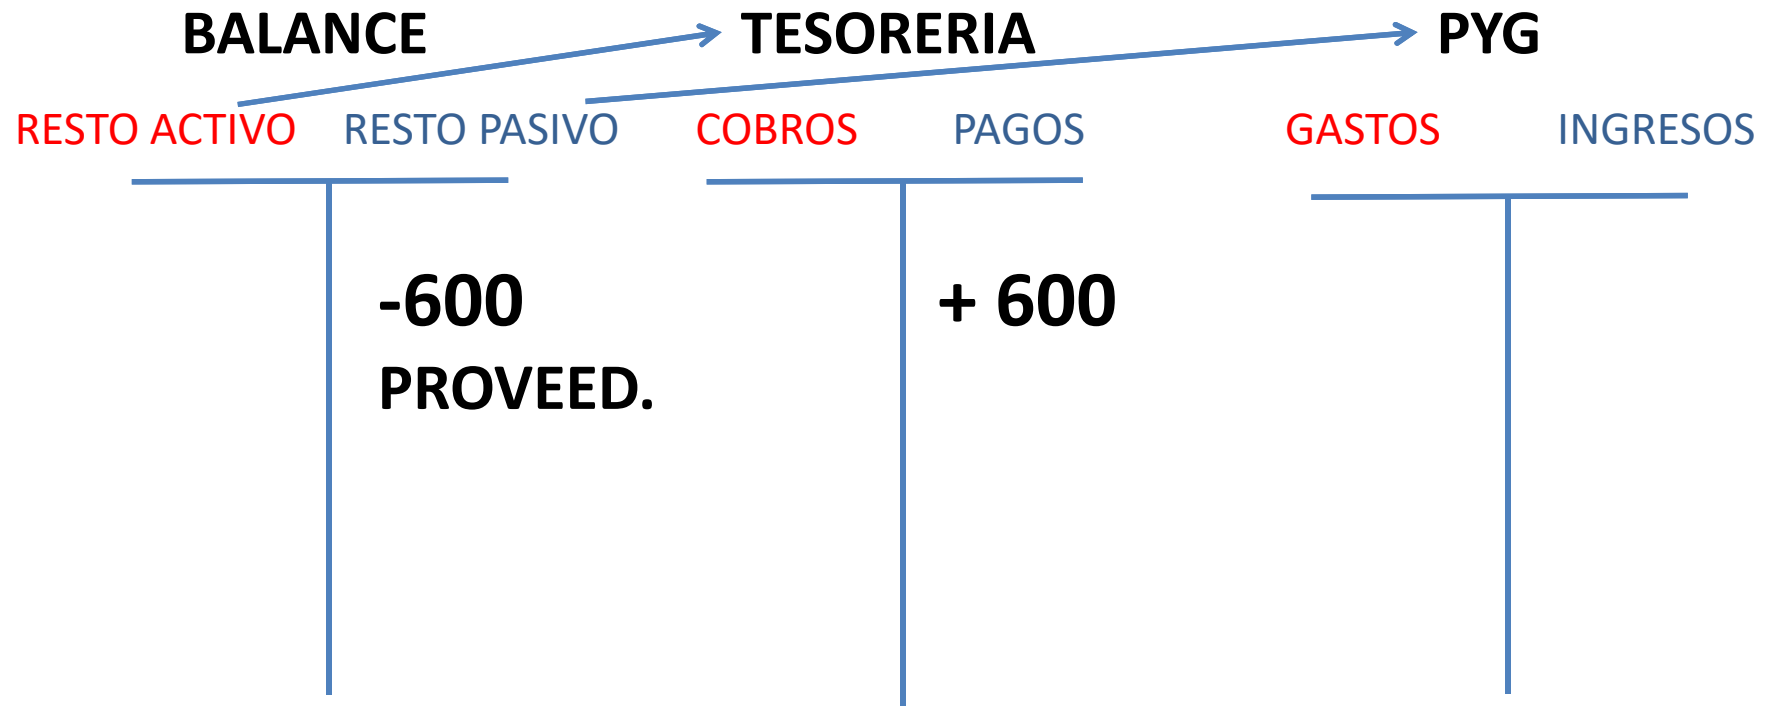 BALANCE TESORERIA PYG
RESTO ACTIVO RESTO PASIVO COBROS PAGOS GASTOS INGRESOS
-600 + 600
PROVEED.